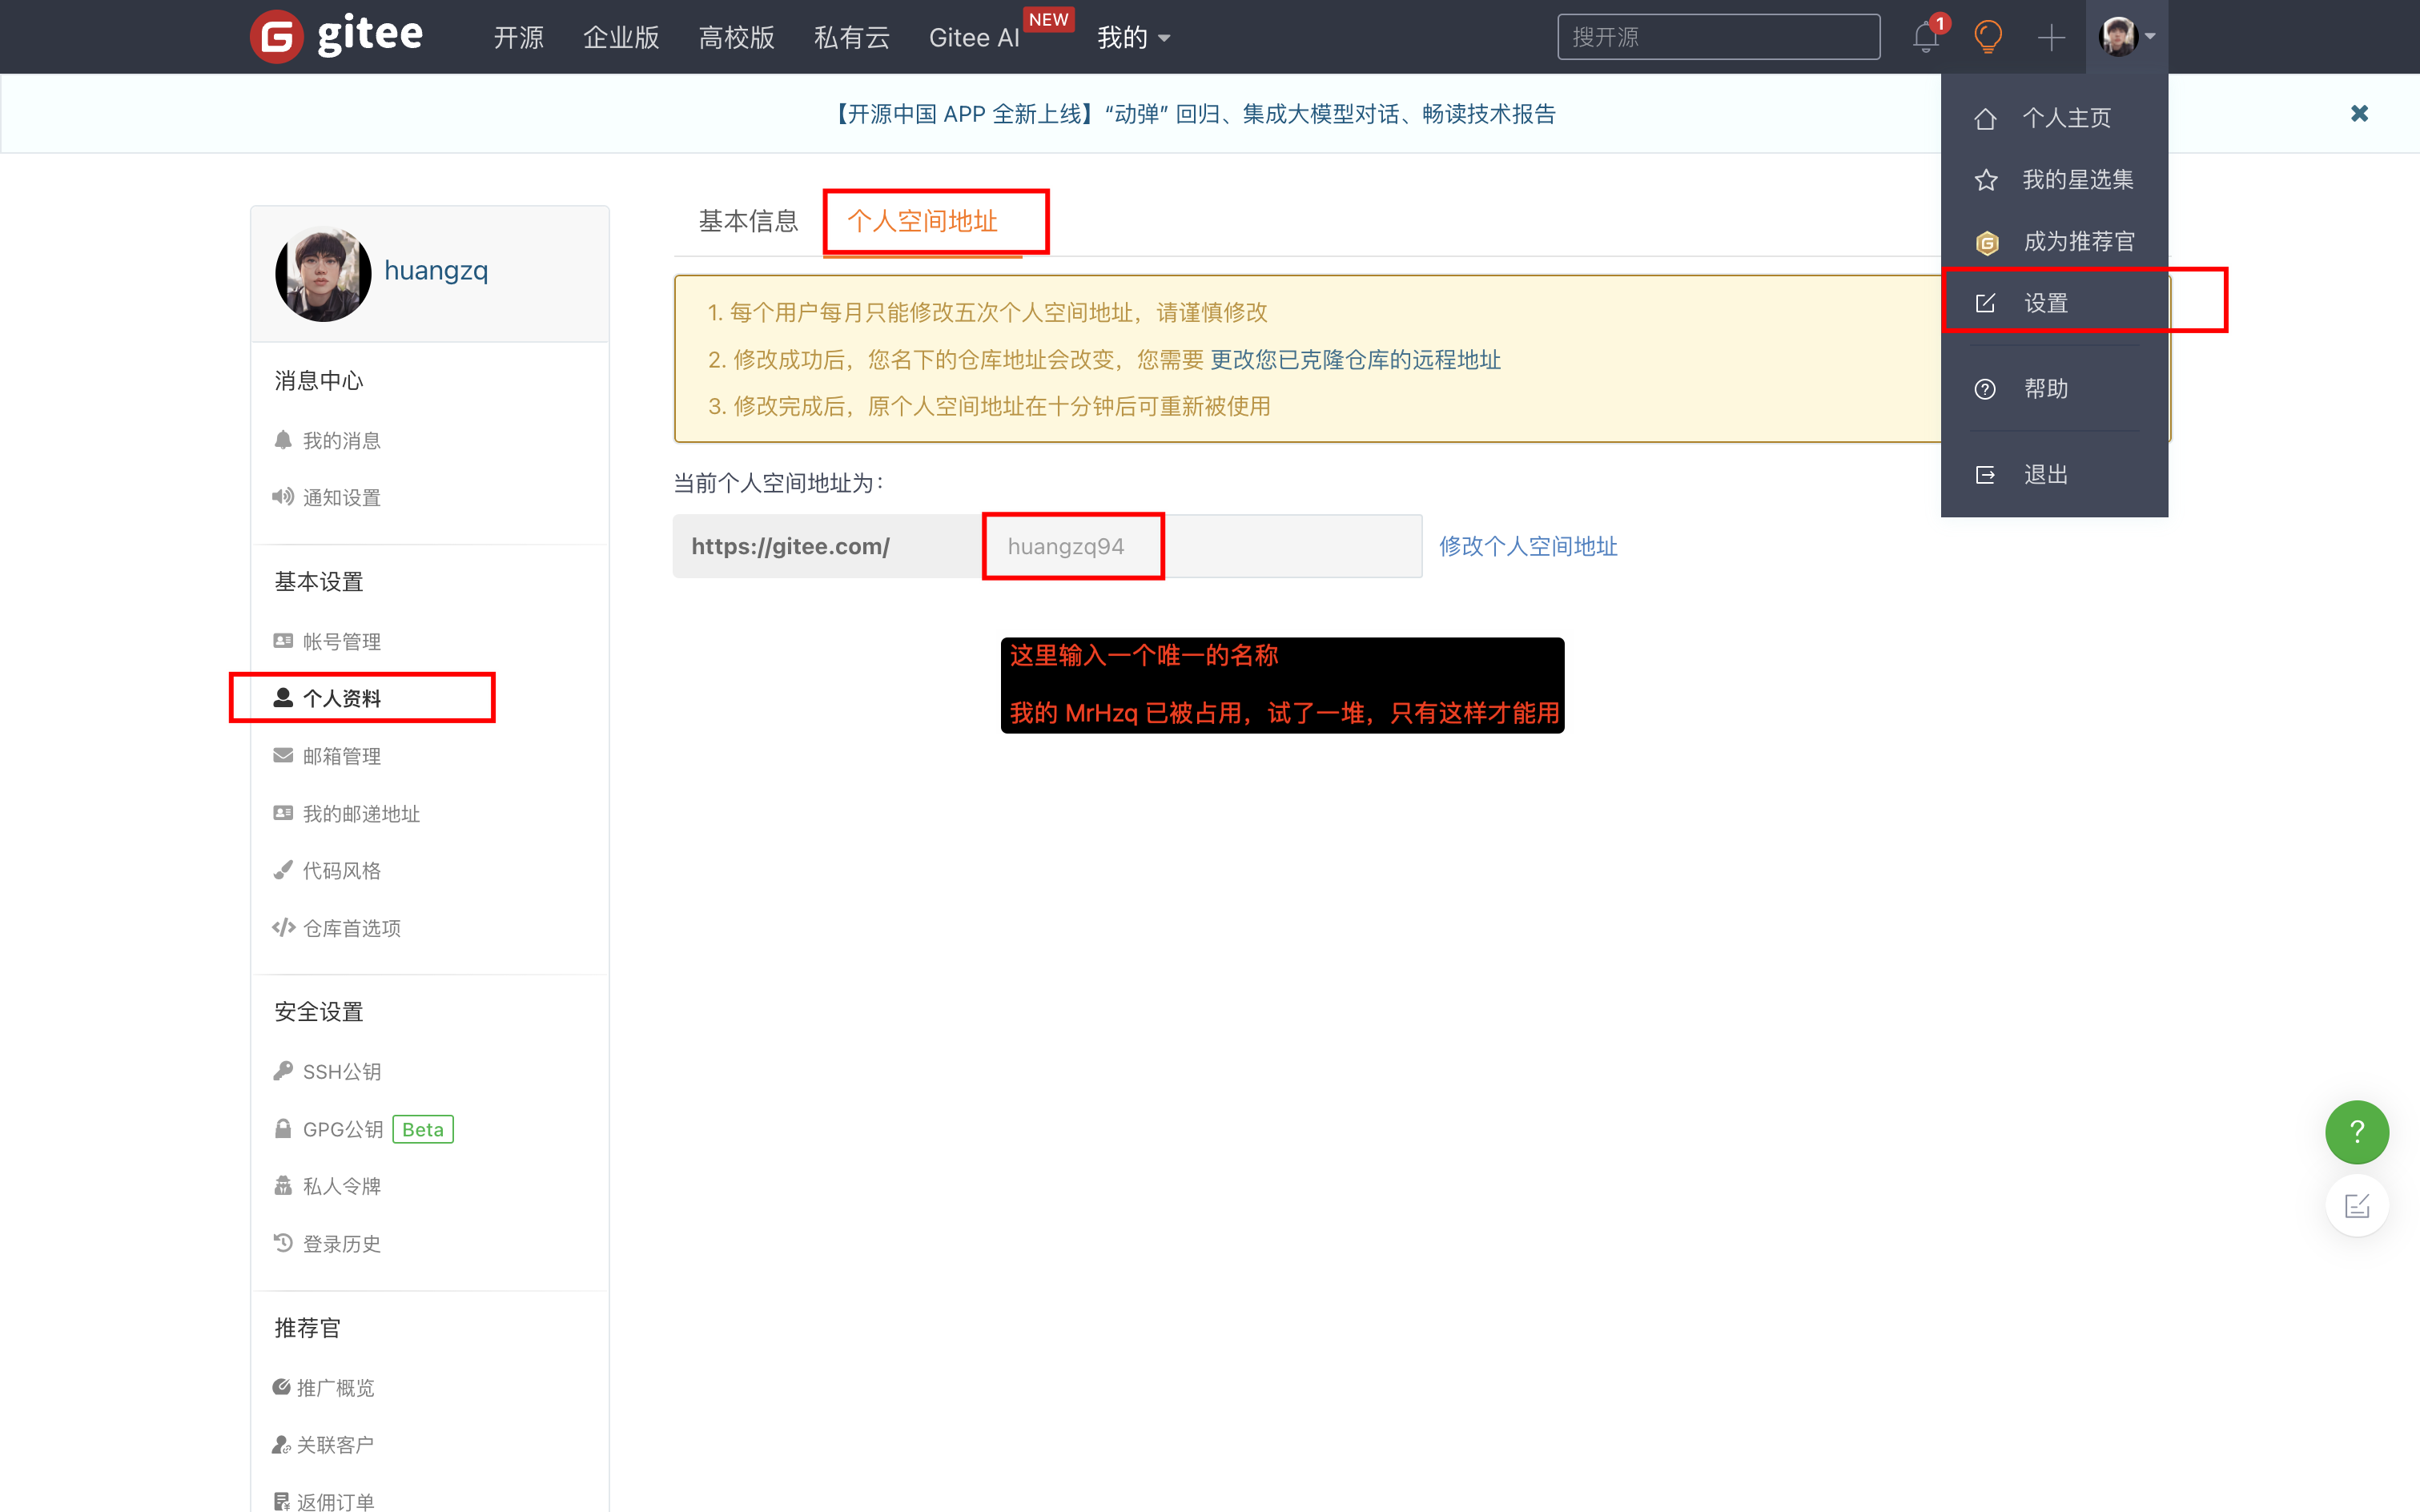 gitee
开源
企业版
高校版
私有云
Gitee AI
NEW
我的
搜开源
1
【开源中国 APP 全新上线】“动弹” 回归、集成大模型对话、畅读技术报告
个人主页
我的星选集
成为推荐官
设置
帮助
退出
huangzq
消息中心
我的消息
通知设置
基本设置
帐号管理
个人资料
邮箱管理
我的邮递地址
代码风格
仓库首选项
安全设置
SSH公钥
GPG公钥 Beta
私人令牌
登录历史
推荐官
推广概览
关联客户
返佣订单
基本信息
个人空间地址
1. 每个用户每月只能修改五次个人空间地址，请谨慎修改
2. 修改成功后，您名下的仓库地址会改变，您需要 更改您已克隆仓库的远程地址
3. 修改完成后，原个人空间地址在十分钟后可重新被使用
当前个人空间地址为：
https://gitee.com/
huangzq94
修改个人空间地址
这里输入一个唯一的名称
我的 MrHzq 已被占用，试了一堆，只有这样才能用
?